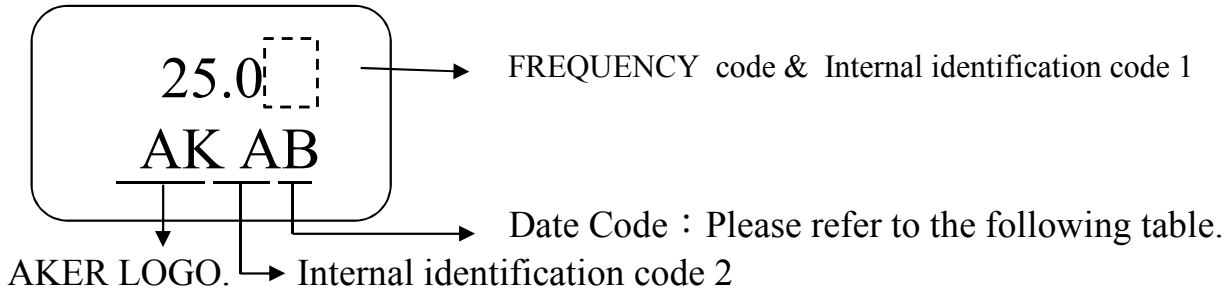 25.0
FREQUENCY code & Internal identification code 1
AK AB
Date Code：Please refer to the following table.
AKER LOGO.
Internal identification code 2